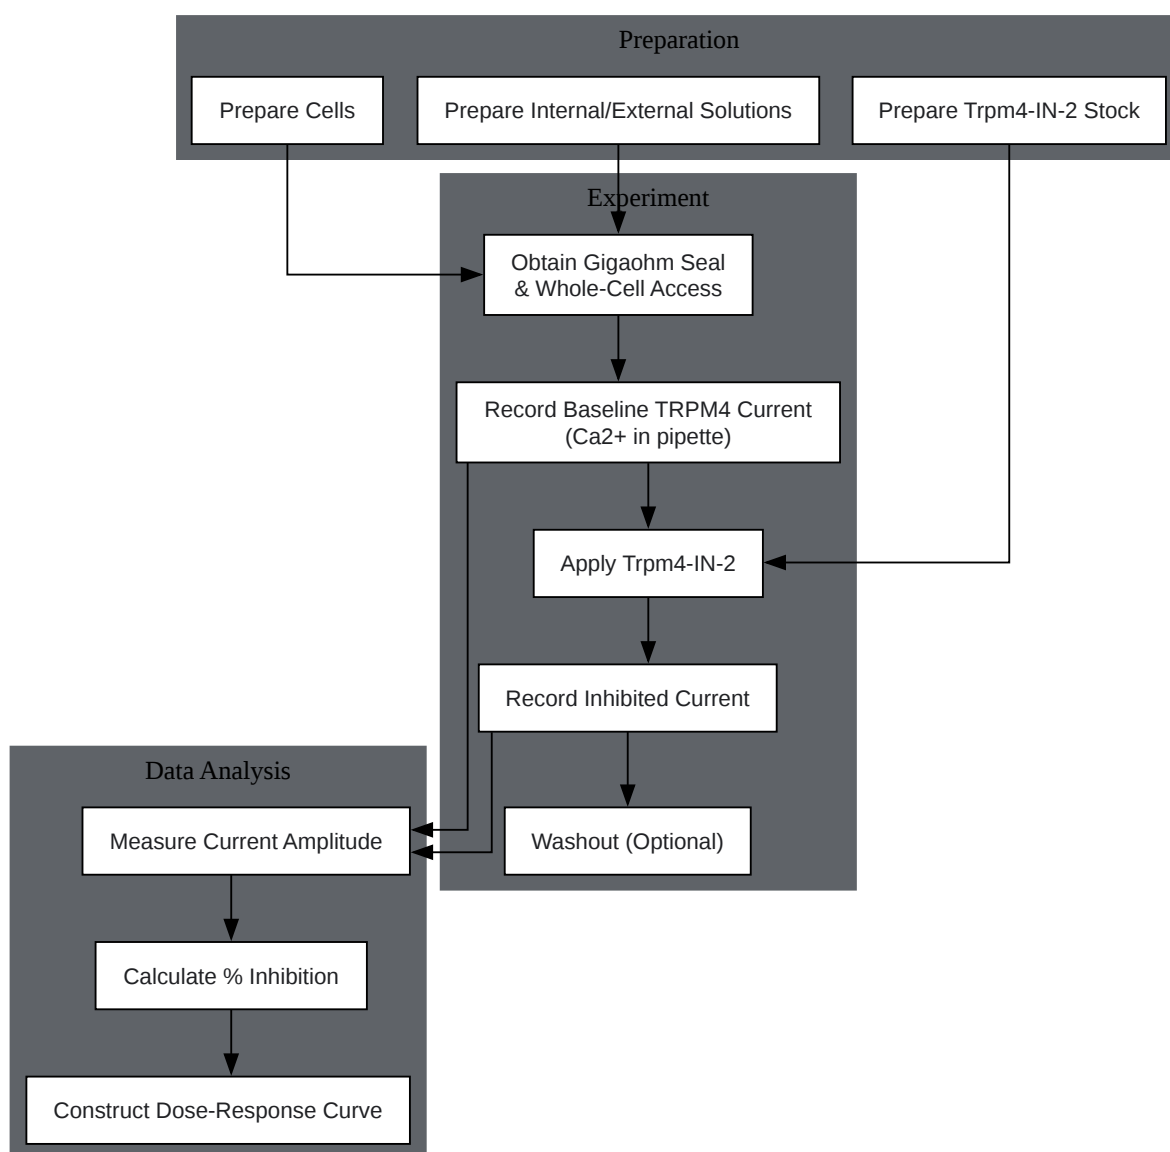 Preparation
Prepare Cells
Prepare Internal/External Solutions
Prepare Trpm4-IN-2 Stock
Experiment
Obtain Gigaohm Seal
& Whole-Cell Access
Record Baseline TRPM4 Current
(Ca2+ in pipette)
Apply Trpm4-IN-2
Record Inhibited Current
Washout (Optional)
Data Analysis
Measure Current Amplitude
Calculate % Inhibition
Construct Dose-Response Curve